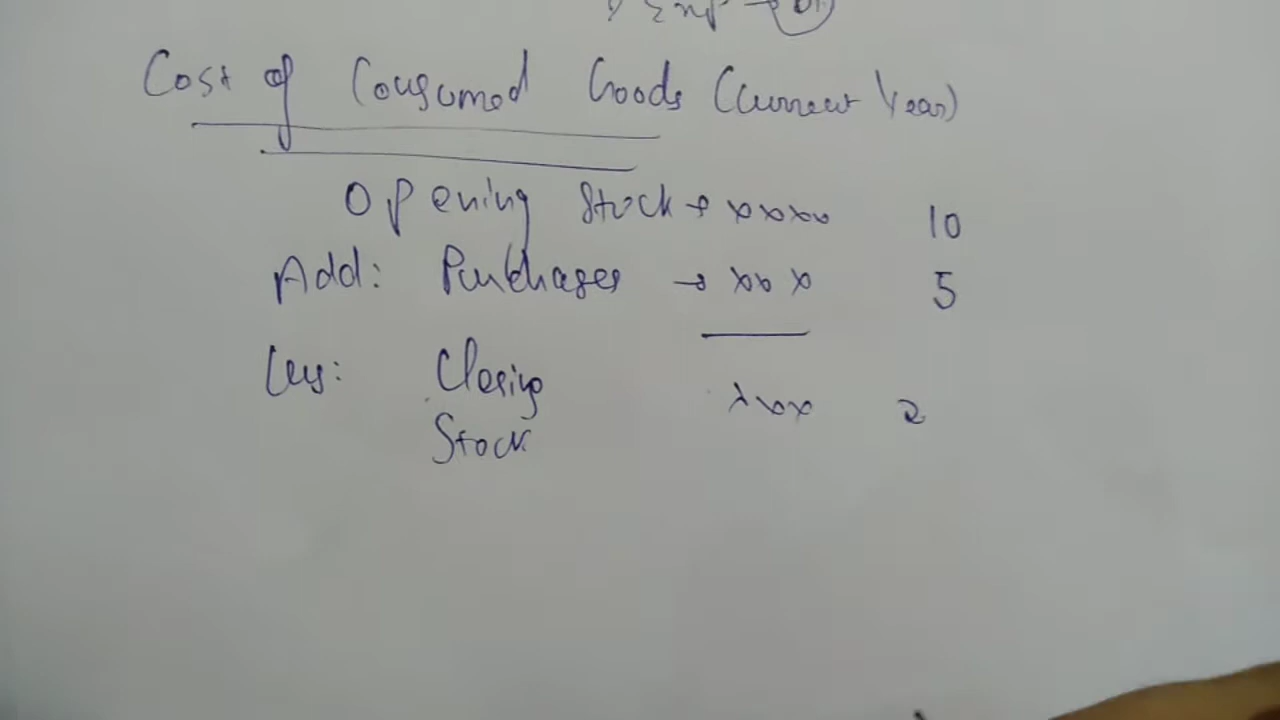 Cost of Consumed Goods (Current Year)
Opening Stock → xxxx 10
Add: Purchases → xxx 5
Less: Closing xxx 2
Stock